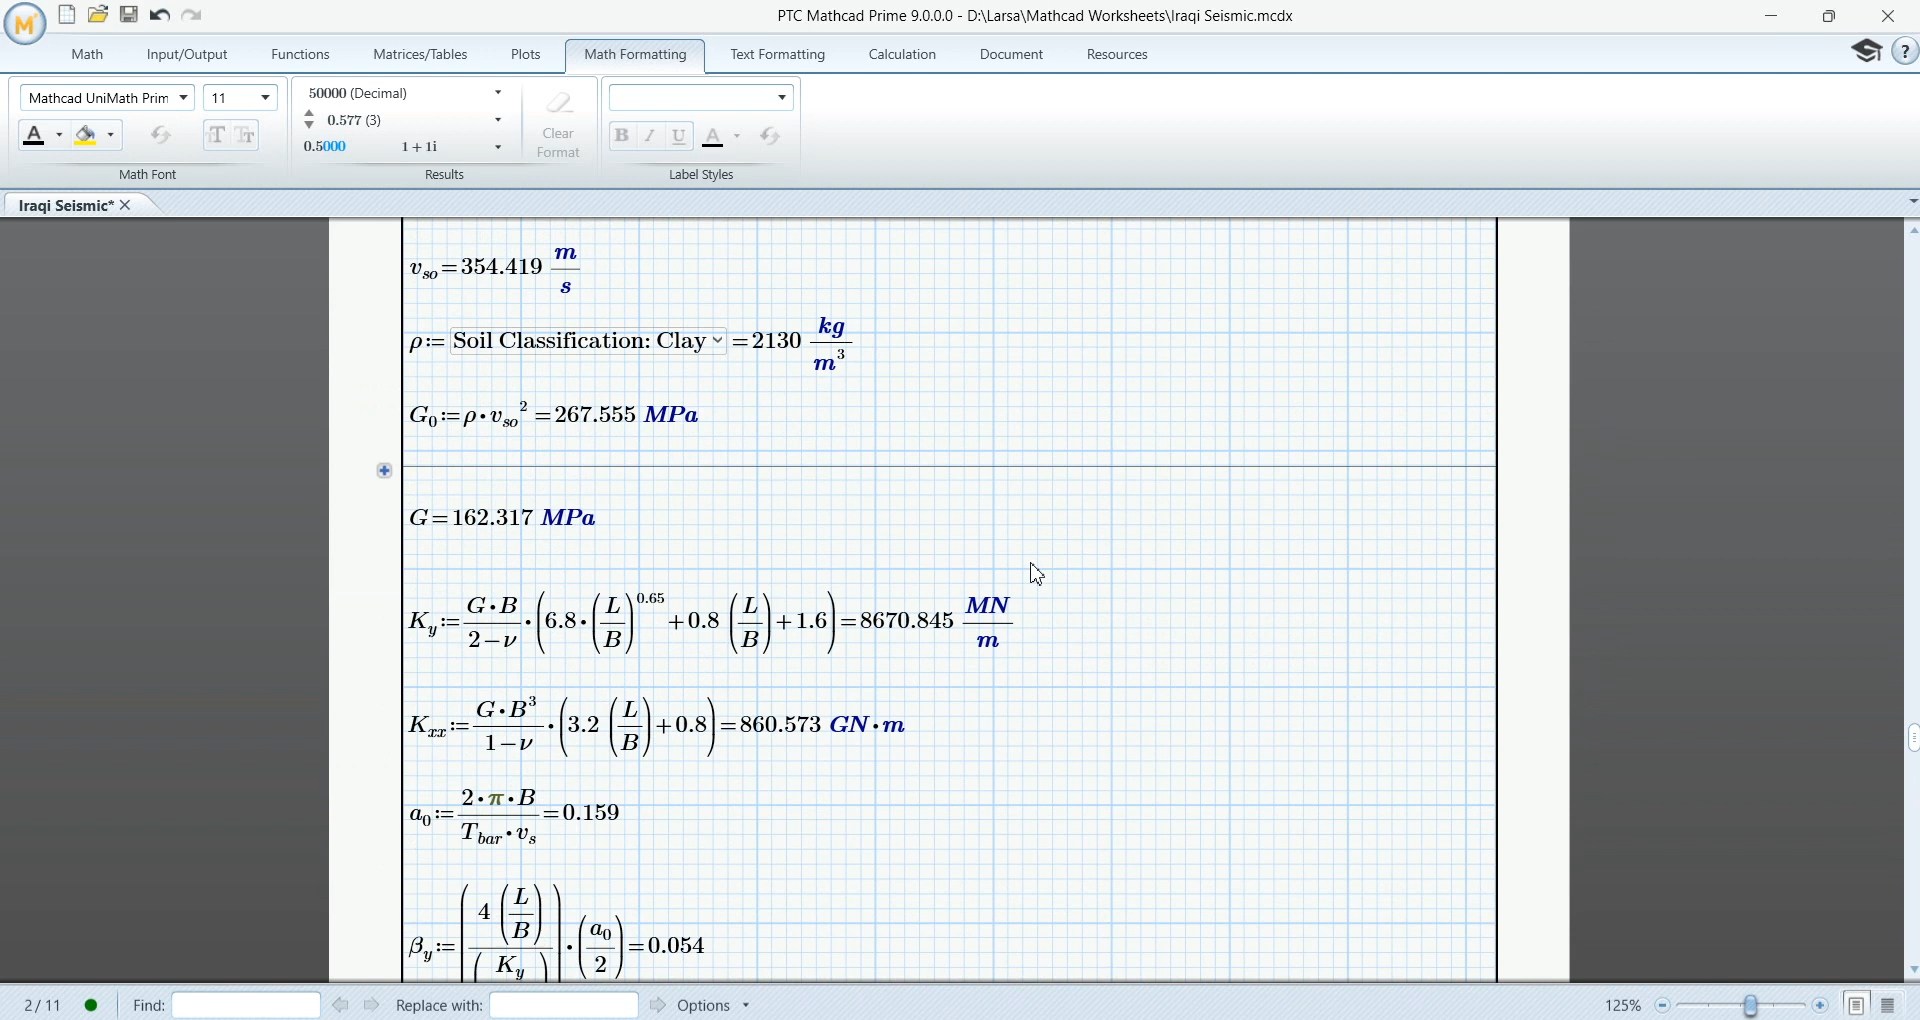 PTC Mathcad Prime 9.0.0.0 - D:\Larsa\Mathcad Worksheets\Iraqi Seismic.mcdx
Math Input/Output Functions Matrices/Tables Plots Math Formatting Text Formatting Calculation Document Resources
Mathcad UniMath Prim 11
50000 (Decimal)
0.577 (3)
0.5000 1 + 1i
Clear
Format
B I U A
Math Font Results Label Styles
Iraqi Seismic*
v_so = 354.419 m/s
ρ := Soil Classification: Clay = 2130 kg/m^3
G_0 := ρ • v_so^2 = 267.555 MPa
G = 162.317 MPa
K_y := (G • B)/(2 − ν) • (6.8 • (L/B)^0.65 + 0.8 (L/B) + 1.6) = 8670.845 MN/m
K_xx := (G • B^3)/(1 − ν) • (3.2 (L/B) + 0.8) = 860.573 GN • m
a_0 := (2 • π • B)/(T_bar • v_s) = 0.159
β_y := (4 (L/B) / (K_y • (a_0/2) = 0.054
2 / 11 Find: Replace with: Options 125%